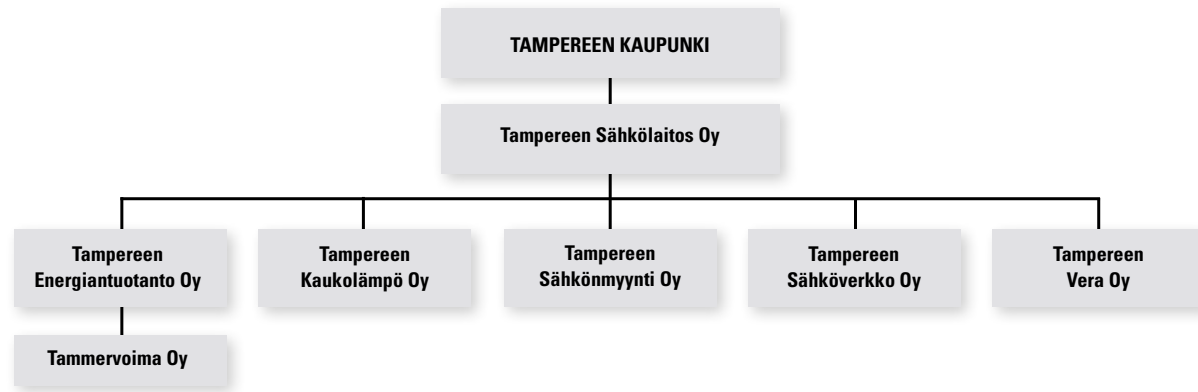 TAMPEREEN KAUPUNKI
Tampereen Sähkölaitos Oy
Tampereen
Energiantuotanto Oy
Tampereen
Kaukolämpö Oy
Tampereen
Sähkönmyynti Oy
Tampereen
Sähköverkko Oy
Tampereen
Vera Oy
Tammervoima Oy